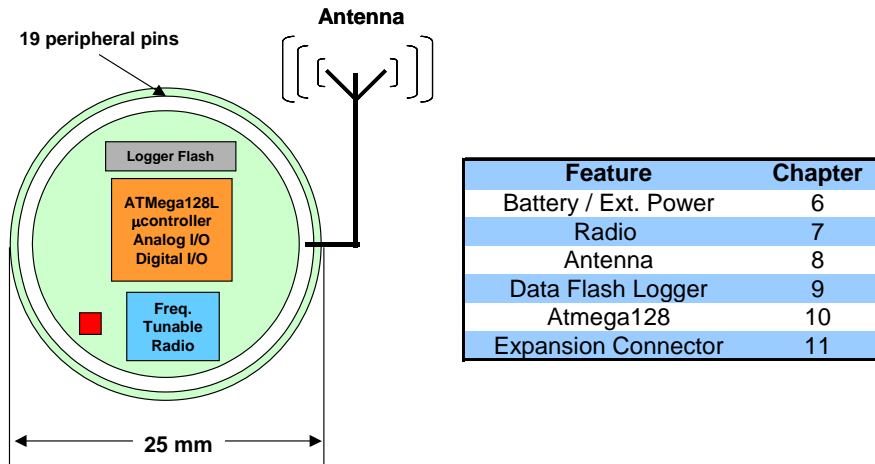 Antenna
19 peripheral pins
Logger Flash
ATMega128L
μcontroller
Analog I/O
Digital I/O
Freq.
Tunable
Radio
25 mm
Feature Chapter
Battery / Ext. Power 6
Radio 7
Antenna 8
Data Flash Logger 9
Atmega128 10
Expansion Connector 11